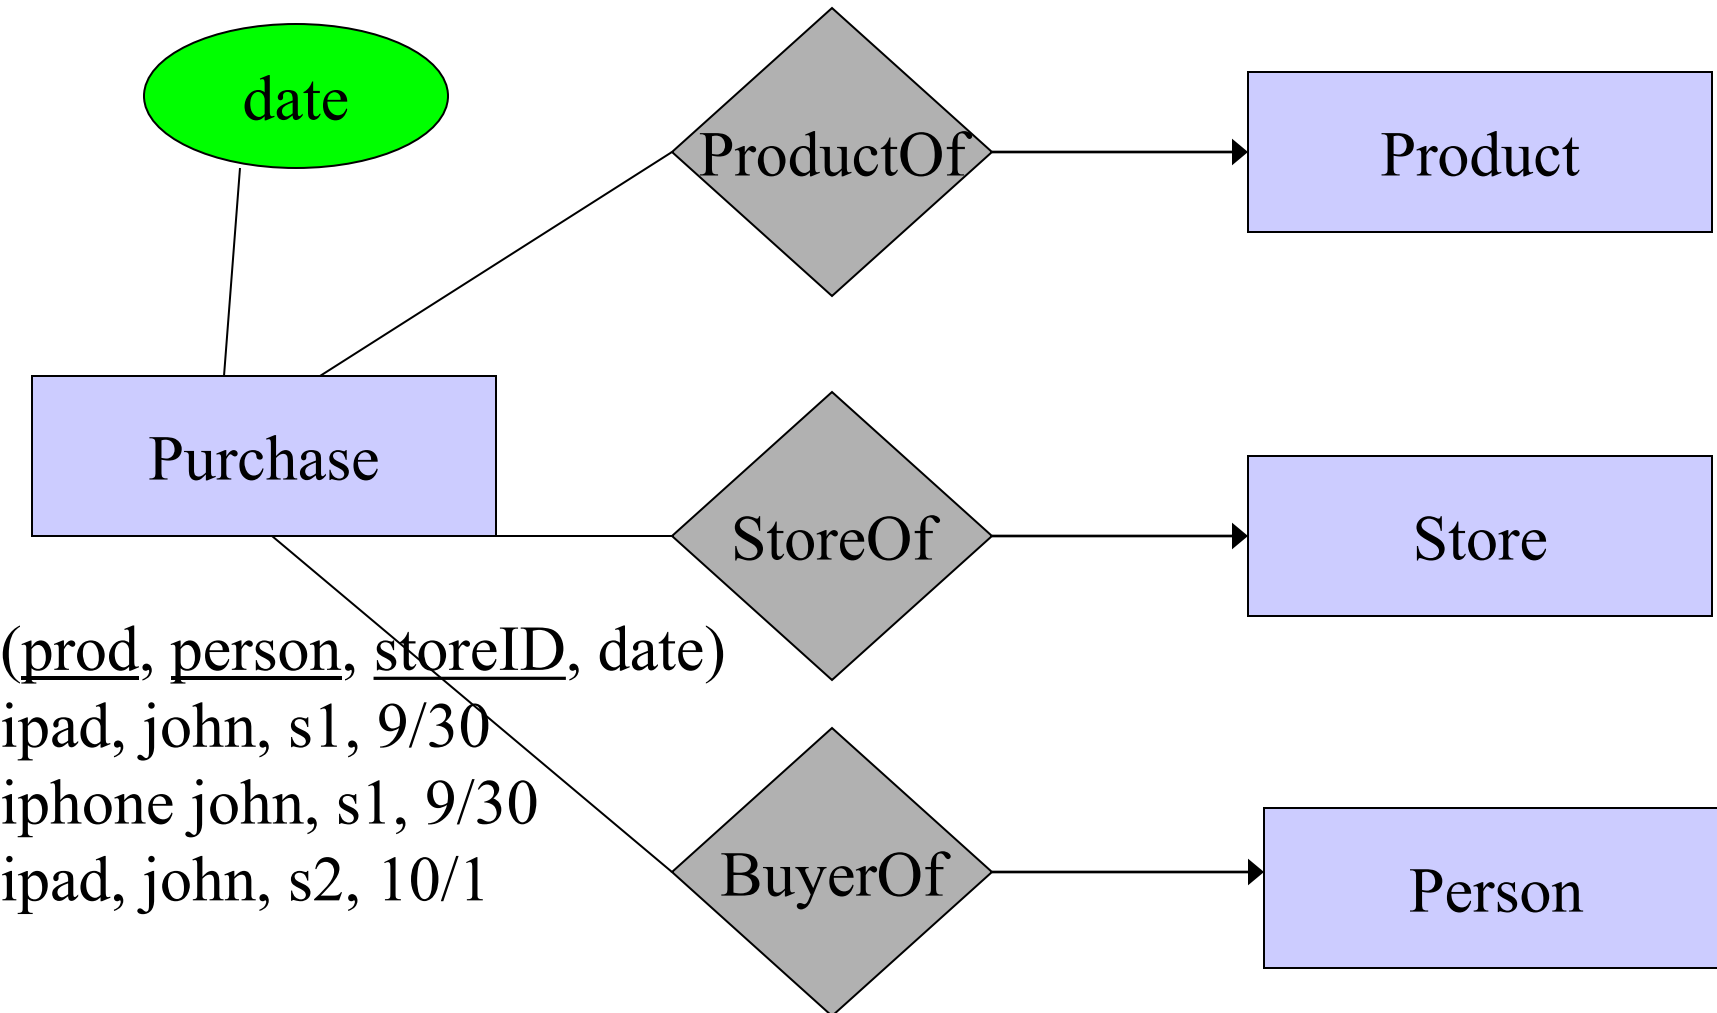 date
ProductOf
Product
Purchase
StoreOf
Store
(prod, person, storeID, date)
ipad, john, s1, 9/30
iphone john, s1, 9/30
ipad, john, s2, 10/1
BuyerOf
Person